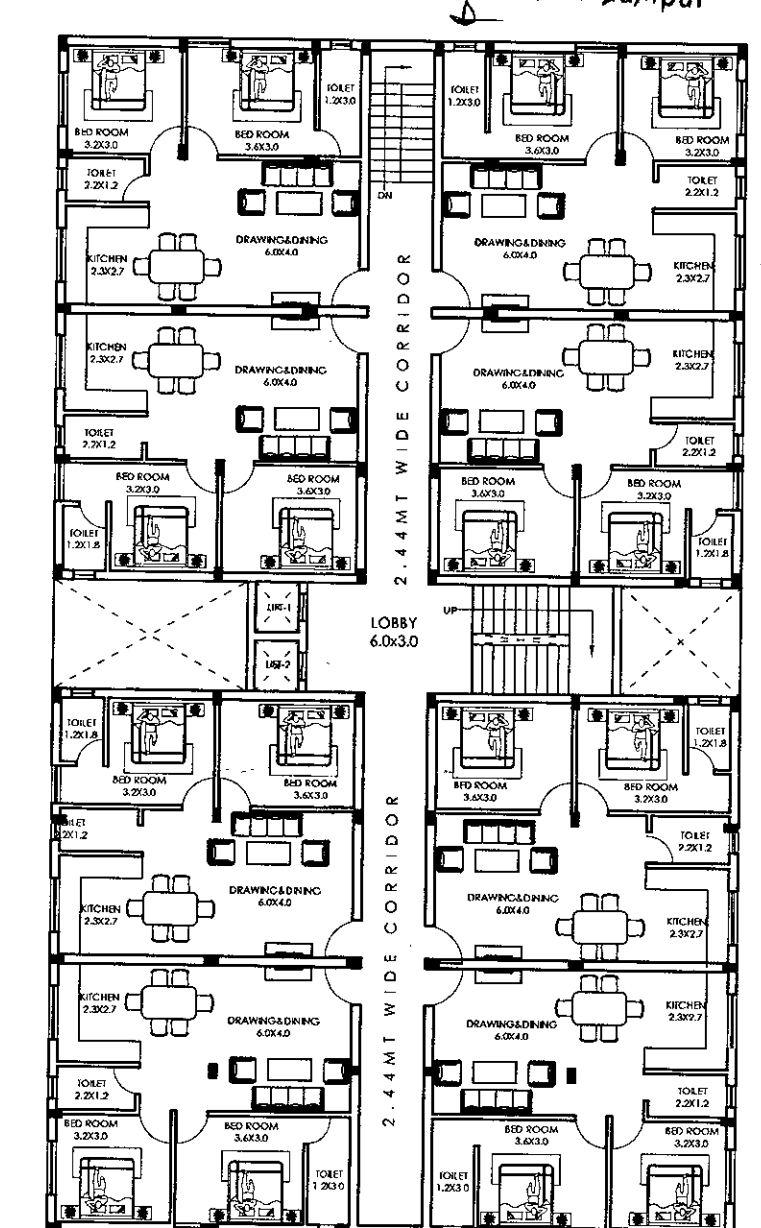 BED ROOM
3.2X3.0
BED ROOM
3.6X3.0
TOILET
1.2X3.0
TOILET
1.2X3.0
BED ROOM
3.6X3.0
BED ROOM
3.2X3.0
TOILET
2.2X1.2
DN
TOILET
2.2X1.2
KITCHEN
2.3X2.7
DRAWING&DINING
6.0X4.0
DRAWING&DINING
6.0X4.0
KITCHEN
2.3X2.7
2.44MT WIDE CORRIDOR
KITCHEN
2.3X2.7
DRAWING&DINING
6.0X4.0
DRAWING&DINING
6.0X4.0
KITCHEN
2.3X2.7
TOILET
2.2X1.2
TOILET
2.2X1.2
BED ROOM
3.2X3.0
BED ROOM
3.6X3.0
BED ROOM
3.6X3.0
BED ROOM
3.2X3.0
TOILET
1.2X1.8
TOILET
1.2X1.8
LIFT-1
LIFT-2
LOBBY
6.0x3.0
UP
TOILET
1.2X1.8
BED ROOM
3.2X3.0
BED ROOM
3.6X3.0
BED ROOM
3.6X3.0
BED ROOM
3.2X3.0
TOILET
1.2X1.8
2.2X1.2
TOILET
2.2X1.2
DRAWING&DINING
6.0X4.0
DRAWING&DINING
6.0X4.0
KITCHEN
2.3X2.7
KITCHEN
2.3X2.7
2.44MT WIDE CORRIDOR
KITCHEN
2.3X2.7
DRAWING&DINING
6.0X4.0
DRAWING&DINING
6.0X4.0
KITCHEN
2.3X2.7
TOILET
2.2X1.2
TOILET
2.2X1.2
BED ROOM
3.2X3.0
BED ROOM
3.6X3.0
BED ROOM
3.6X3.0
BED ROOM
3.2X3.0
TOILET
1.2X3.0
TOILET
1.2X3.0